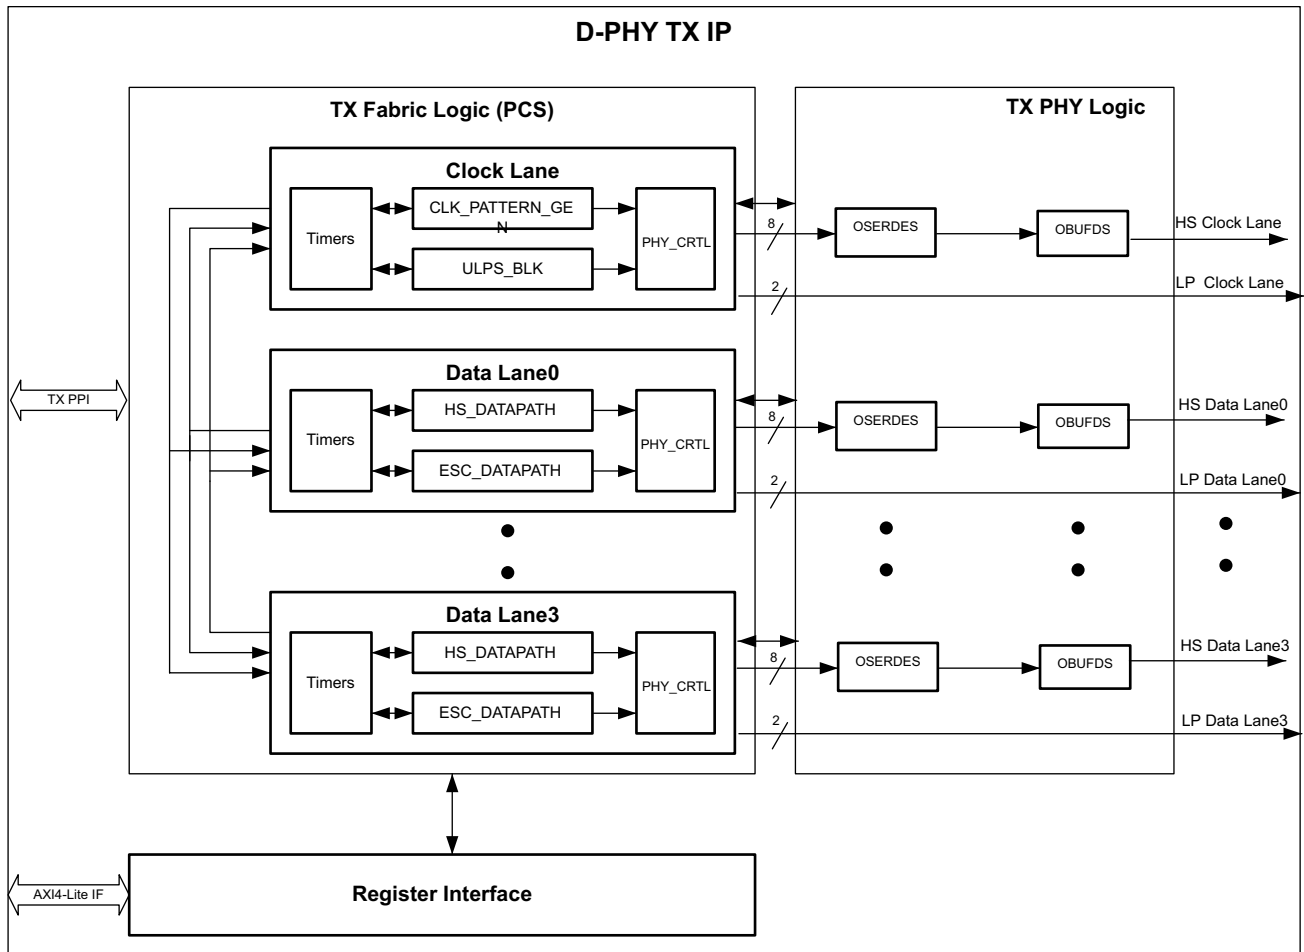 D-PHY TX IP
TX Fabric Logic (PCS)
TX PHY Logic
Clock Lane
Timers
CLK_PATTERN_GE
N
ULPS_BLK
PHY_CRTL
8
2
OSERDES
OBUFDS
HS Clock Lane
LP Clock Lane
TX PPI
Data Lane0
Timers
HS_DATAPATH
ESC_DATAPATH
PHY_CRTL
8
2
OSERDES
OBUFDS
HS Data Lane0
LP Data Lane0
Data Lane3
Timers
HS_DATAPATH
ESC_DATAPATH
PHY_CRTL
8
2
OSERDES
OBUFDS
HS Data Lane3
LP Data Lane3
AXI4-Lite IF
Register Interface